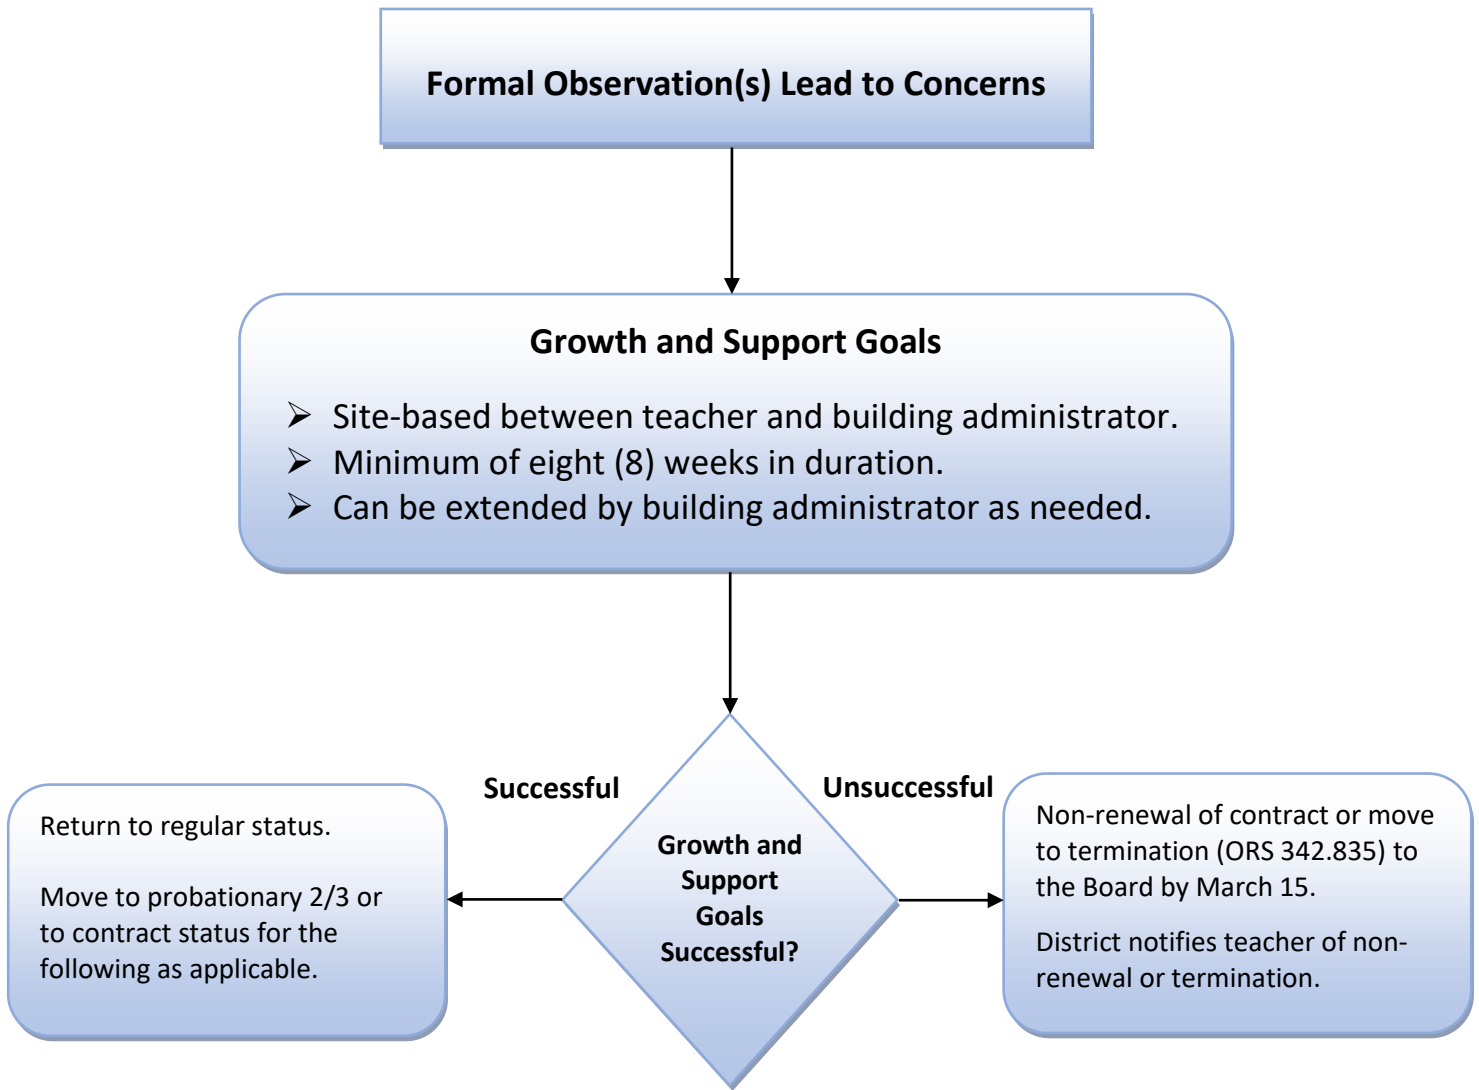 Formal Observation(s) Lead to Concerns
Growth and Support Goals
➢ Site-based between teacher and building administrator.
➢ Minimum of eight (8) weeks in duration.
➢ Can be extended by building administrator as needed.
Successful
Unsuccessful
Return to regular status.
Move to probationary 2/3 or
to contract status for the
following as applicable.
Growth and
Support
Goals
Successful?
Non-renewal of contract or move
to termination (ORS 342.835) to
the Board by March 15.
District notifies teacher of non-
renewal or termination.